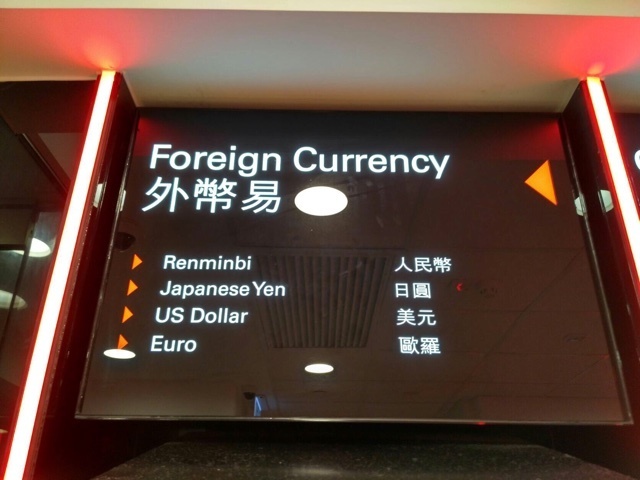 Foreign Currency
外幣易
Renminbi 人民幣
Japanese Yen 日圓
US Dollar 美元
Euro 歐羅